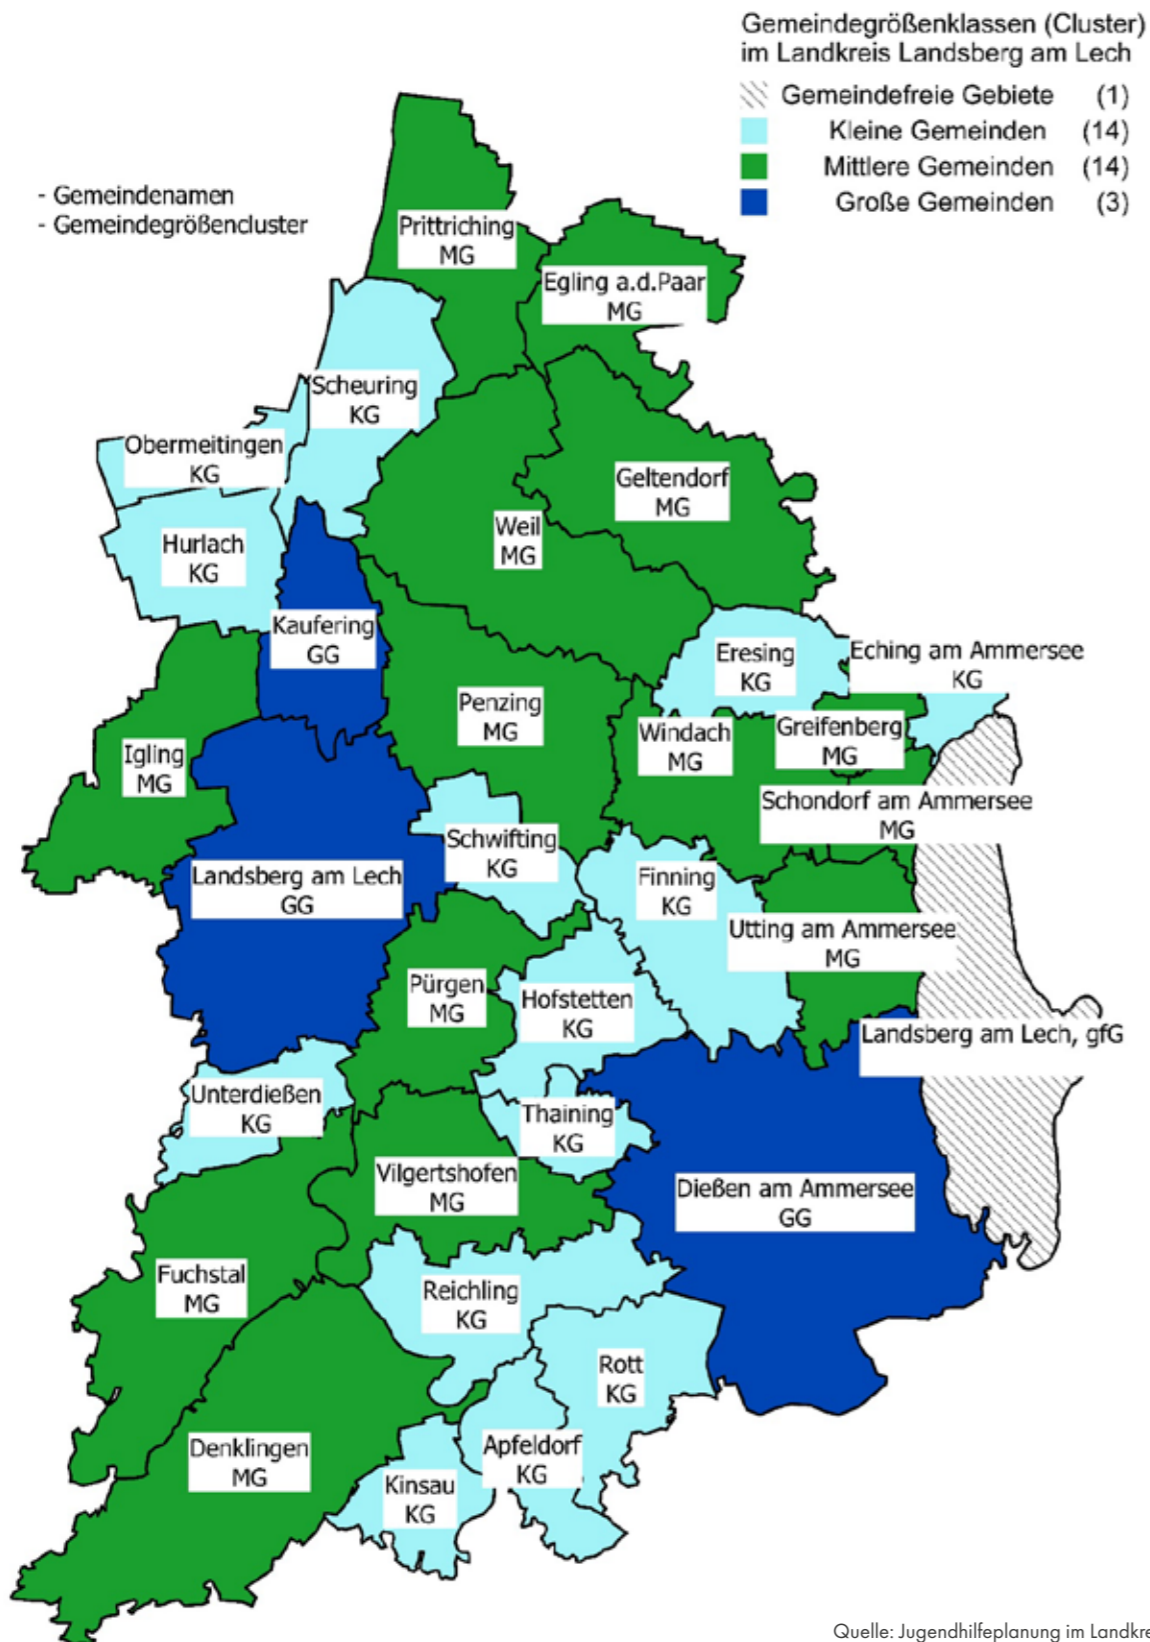 Gemeindegrößenklassen (Cluster)
im Landkreis Landsberg am Lech
Gemeindefreie Gebiete (1)
Kleine Gemeinden (14)
Mittlere Gemeinden (14)
Große Gemeinden (3)
- Gemeindenamen
- Gemeindegrößencluster
Prittriching
MG
Egling a.d.Paar
MG
Scheuring
KG
Obermeitingen
KG
Geltendorf
MG
Weil
MG
Hurlach
KG
Kaufering
GG
Eresing
KG
Eching am Ammersee
KG
Penzing
MG
Windach
MG
Greifenberg
MG
Igling
MG
Schondorf am Ammersee
MG
Schwifting
KG
Landsberg am Lech
GG
Finning
KG
Utting am Ammersee
MG
Pürgen
MG
Hofstetten
KG
Landsberg am Lech, gfG
Unterdießen
KG
Thaining
KG
Vilgertshofen
MG
Dießen am Ammersee
GG
Fuchstal
MG
Reichling
KG
Rott
KG
Denklingen
MG
Apfeldorf
KG
Kinsau
KG
Quelle: Jugendhilfeplanung im Landkre